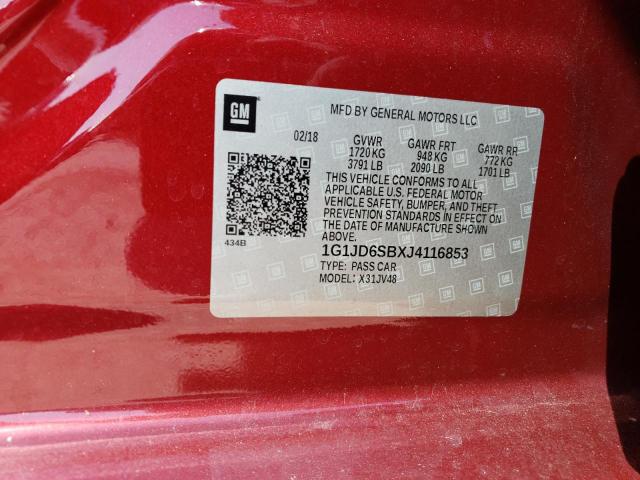 GM
MFD BY GENERAL MOTORS LLC
02/18 GVWR GAWR FRT GAWR RR
1720 KG 948 KG 772 KG
3791 LB 2090 LB 1701 LB
THIS VEHICLE CONFORMS TO ALL
APPLICABLE U.S. FEDERAL MOTOR
VEHICLE SAFETY, BUMPER, AND THEFT
PREVENTION STANDARDS IN EFFECT ON
THE DATE OF MANUFACTURE SHOWN
ABOVE.
434B
1G1JD6SBXJ4116853
TYPE: PASS CAR
MODEL: X31JV48